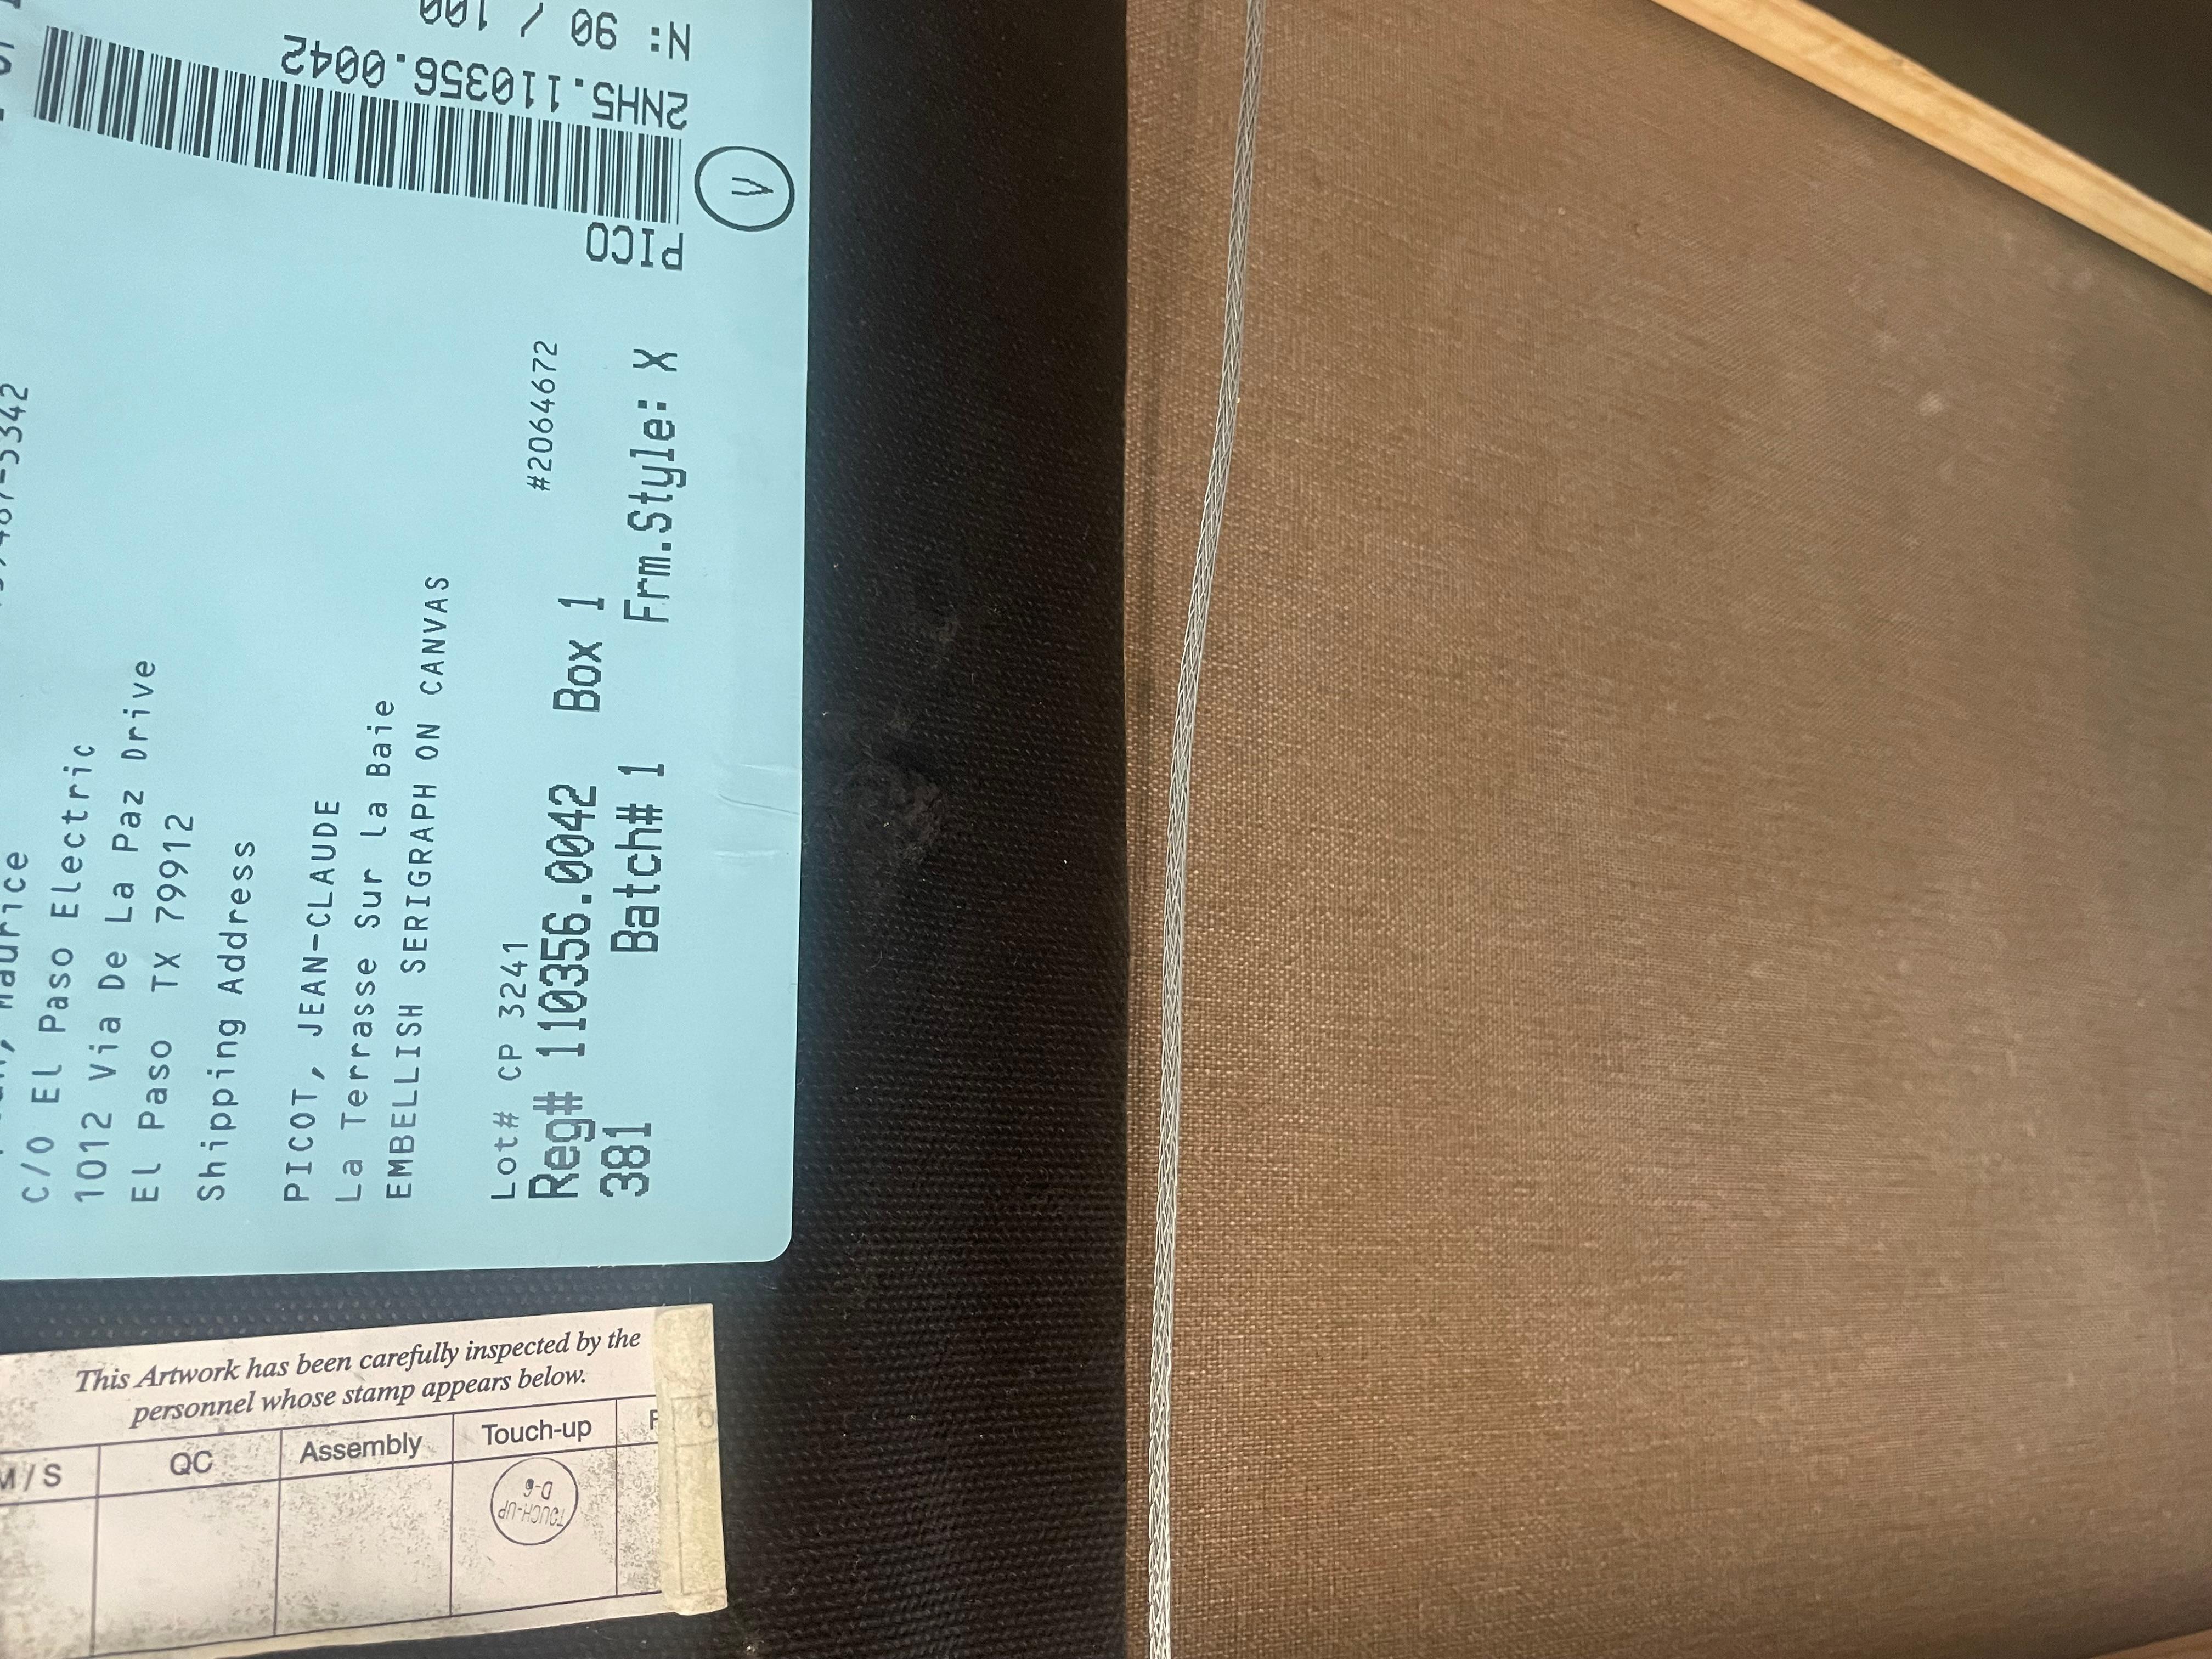 Maurice
C/O El Paso Electric
1012 Via De La Paz Drive
El Paso TX 79912
Shipping Address
PICOT, JEAN-CLAUDE
La Terrasse Sur la Baie
EMBELLISH SERIGRAPH ON CANVAS
Lot# CP 3241 #2064672
Reg# 110356.0042 Box 1
381 Batch# 1 Frm.Style: X
N: 90 / 100
2NH5.110356.0042
PICO
V
This Artwork has been carefully inspected by the
personnel whose stamp appears below.
M/S QC Assembly Touch-up
TOUCH-UP
D-6